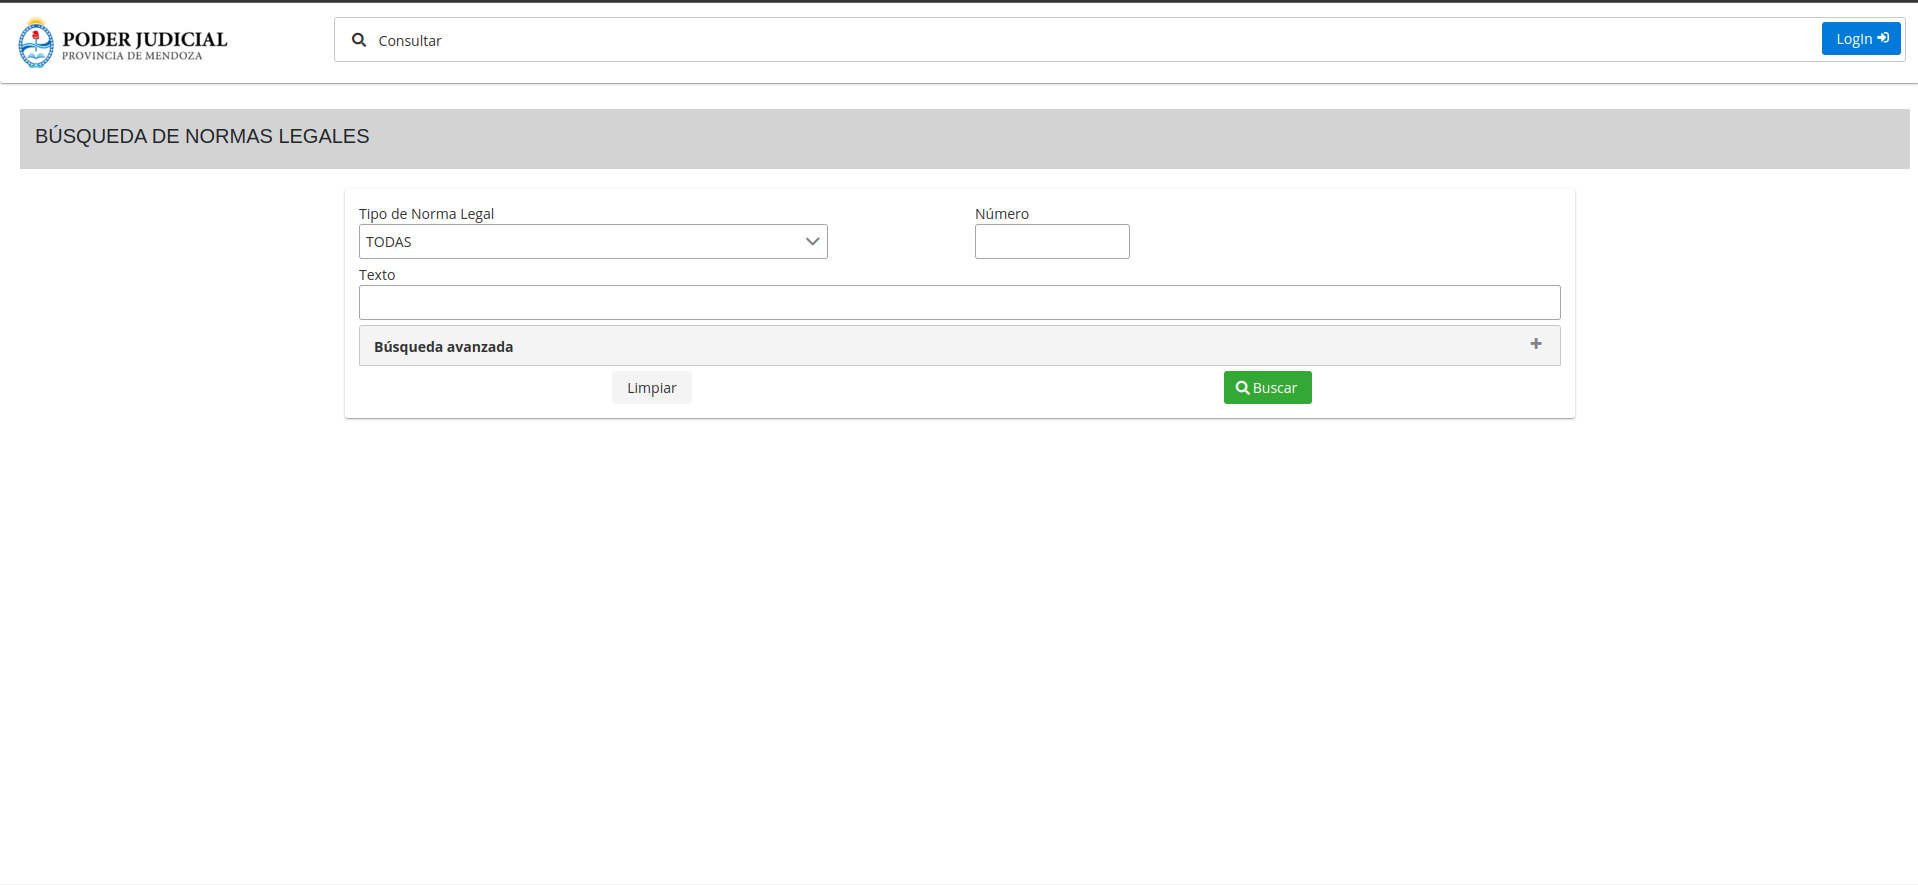 PODER JUDICIAL
PROVINCIA DE MENDOZA
Consultar
LogIn
BÚSQUEDA DE NORMAS LEGALES
Tipo de Norma Legal
Número
TODAS
Texto
Búsqueda avanzada
Limpiar
Buscar